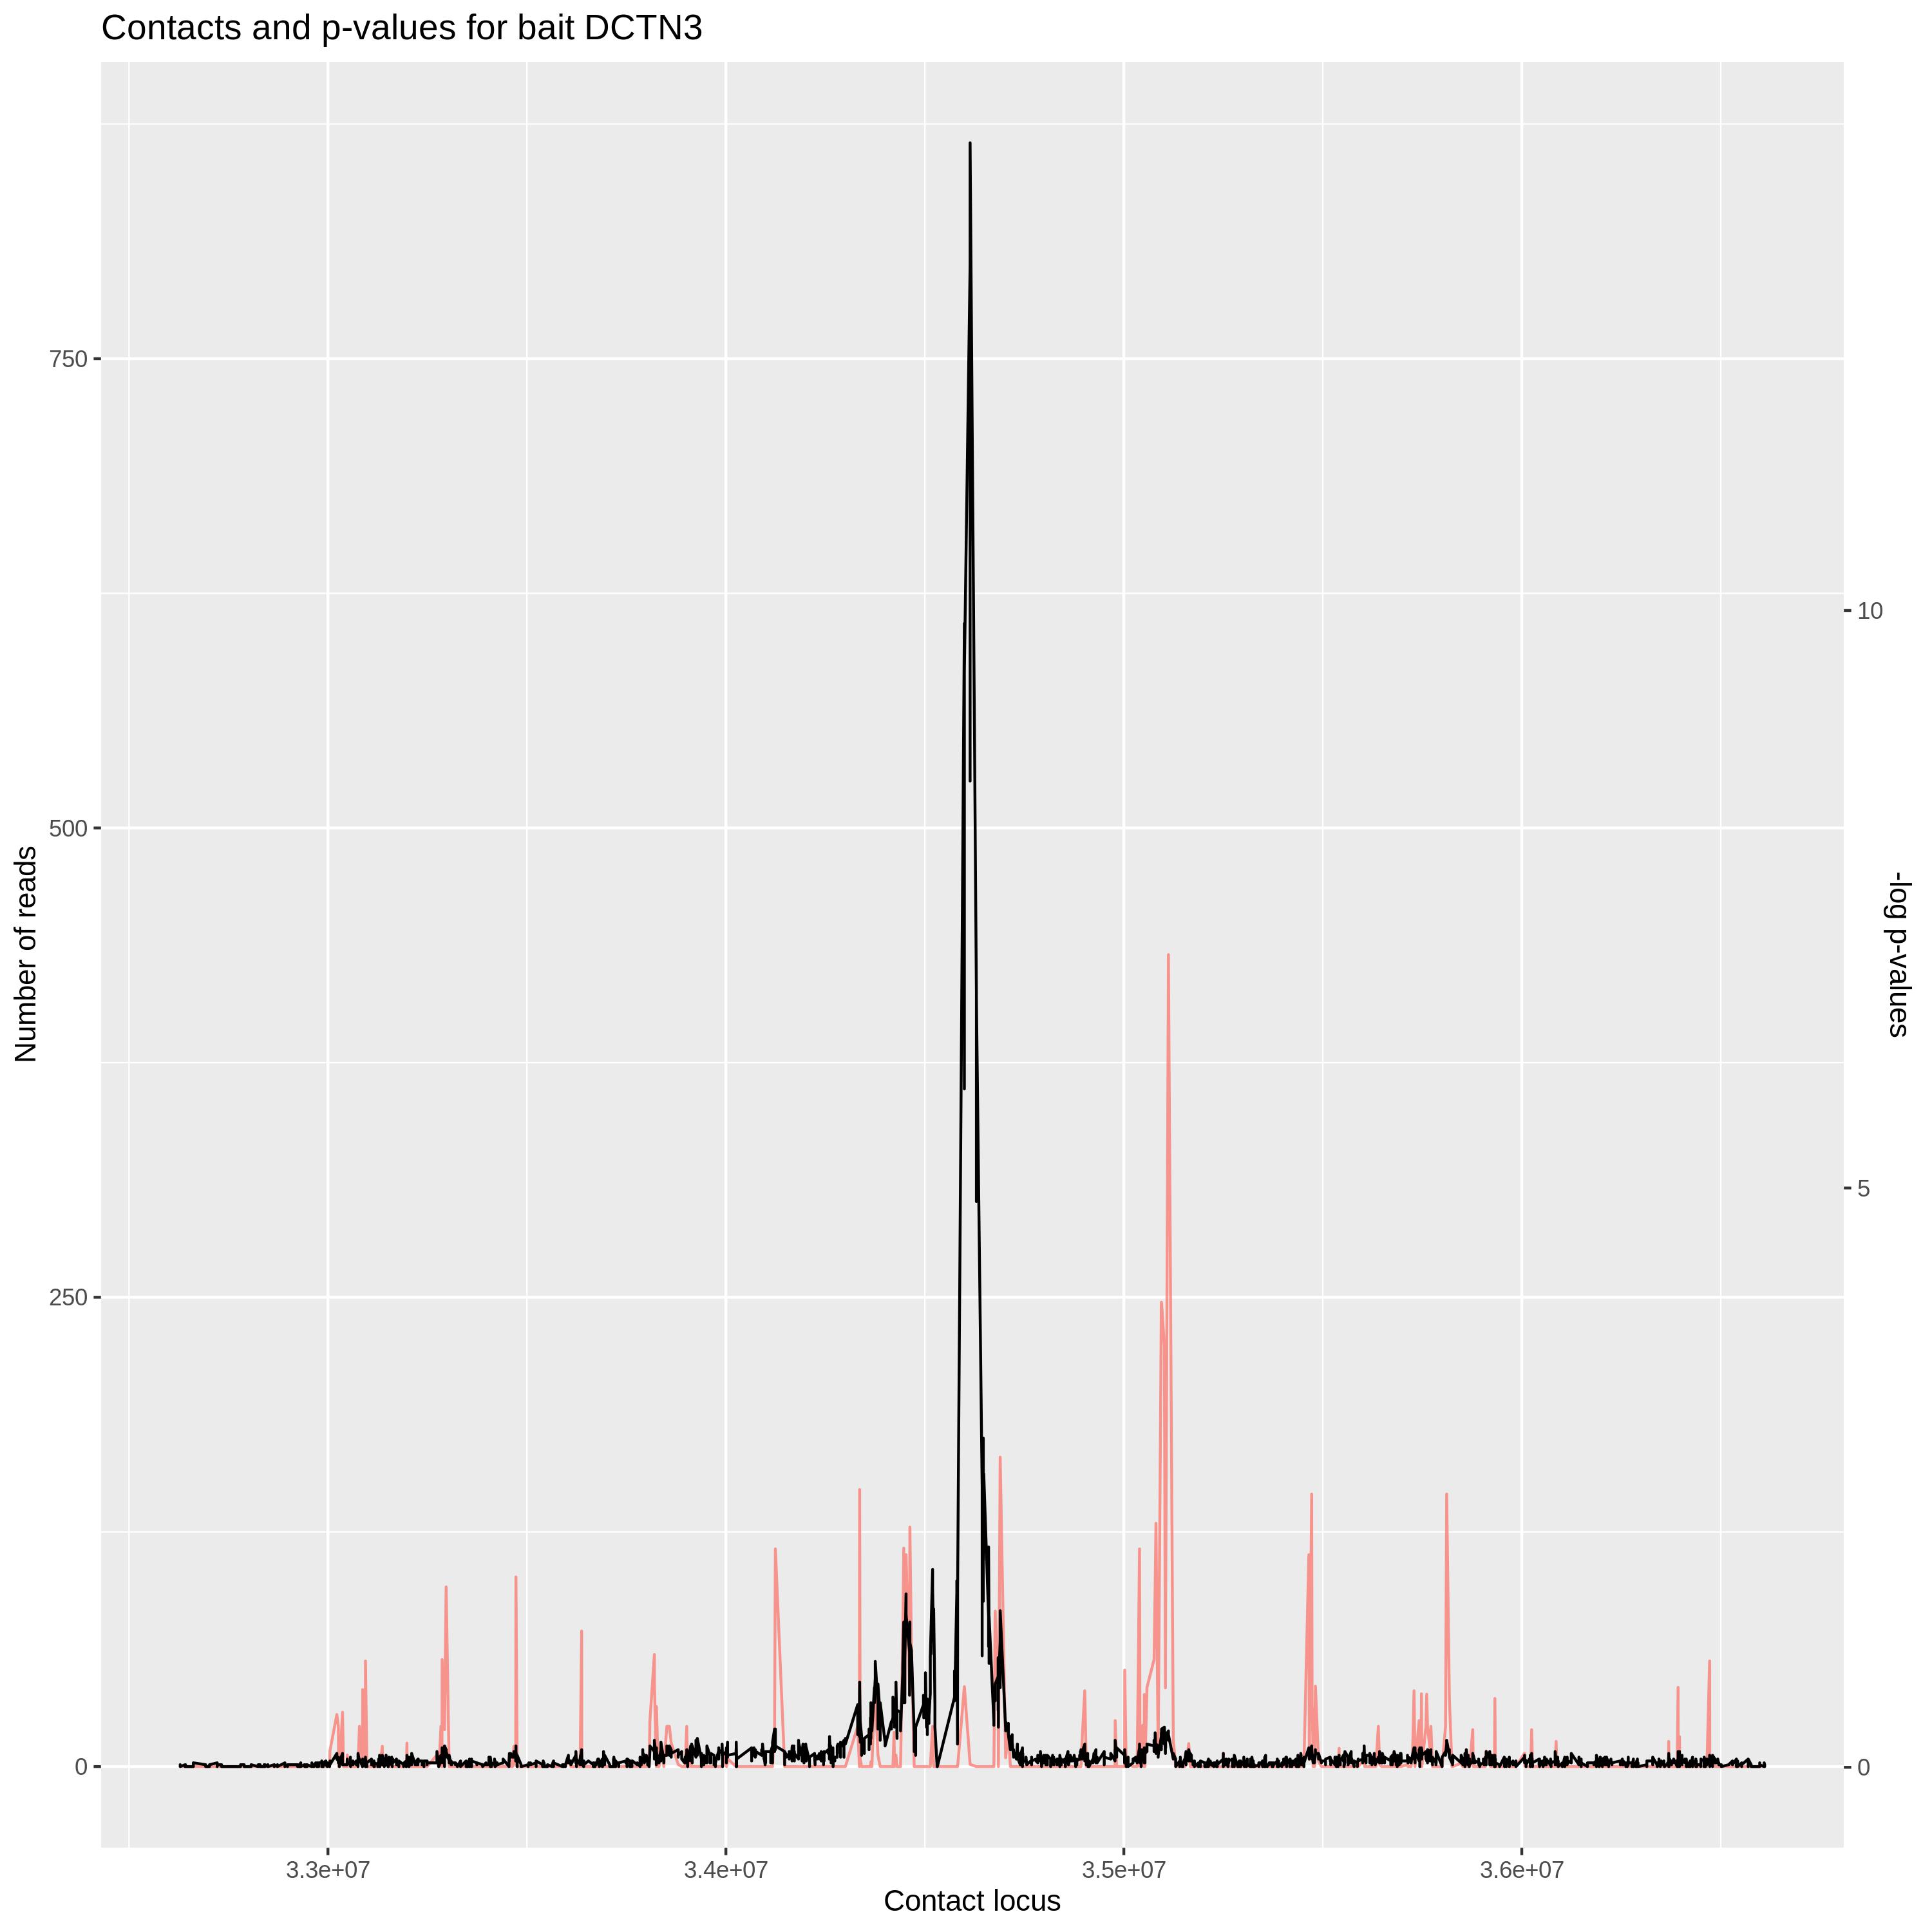 Contacts and p-values for bait DCTN3
750
500
250
0
Number of reads
10
5
0
-log p-values
3.3e+07
3.4e+07
3.5e+07
3.6e+07
Contact locus